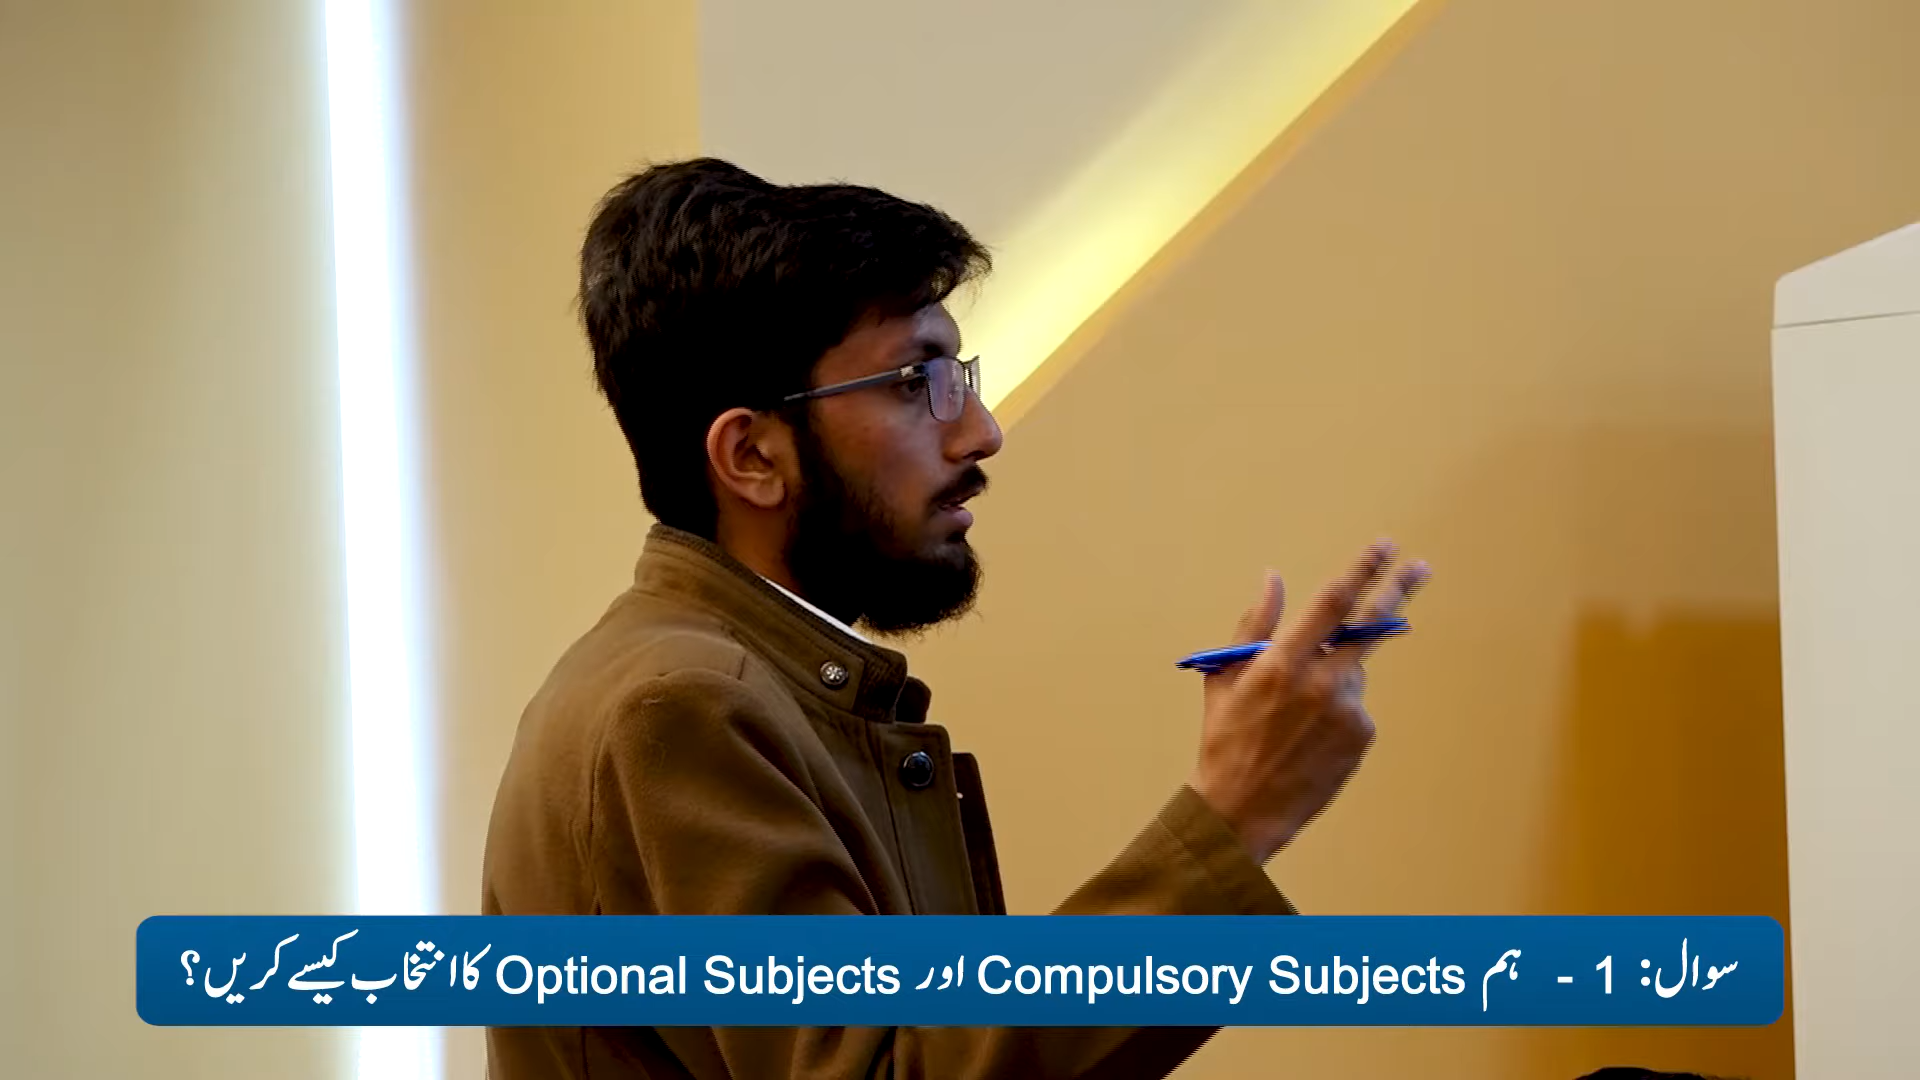 سوال: 1 - ہم Compulsory Subjects اور Optional Subjects کا انتخاب کیسے کریں؟